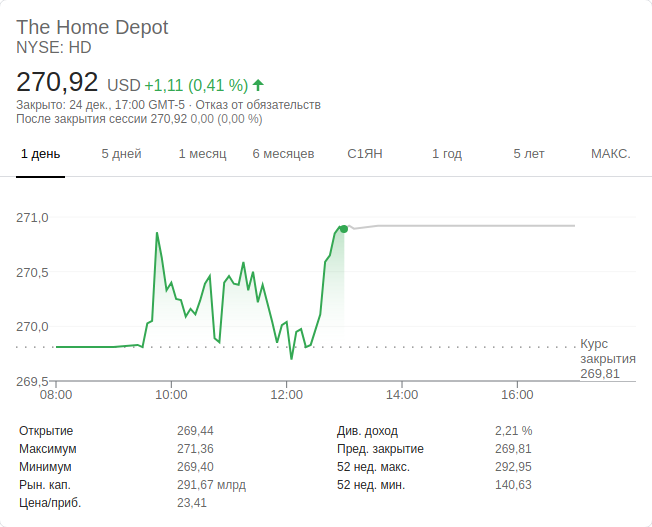 The Home Depot
NYSE: HD
270,92 USD +1,11 (0,41 %)
Закрыто: 24 дек., 17:00 GMT-5 · Отказ от обязательств
После закрытия сессии 270,92 0,00 (0,00 %)
1 день 5 дней 1 месяц 6 месяцев С1ЯН 1 год 5 лет МАКС.
271,0
270,5
270,0
Курс
закрытия
269,81
269,5
08:00 10:00 12:00 14:00 16:00
Открытие 269,44 Див. доход 2,21 %
Максимум 271,36 Пред. закрытие 269,81
Минимум 269,40 52 нед. макс. 292,95
Рын. кап. 291,67 млрд 52 нед. мин. 140,63
Цена/приб. 23,41